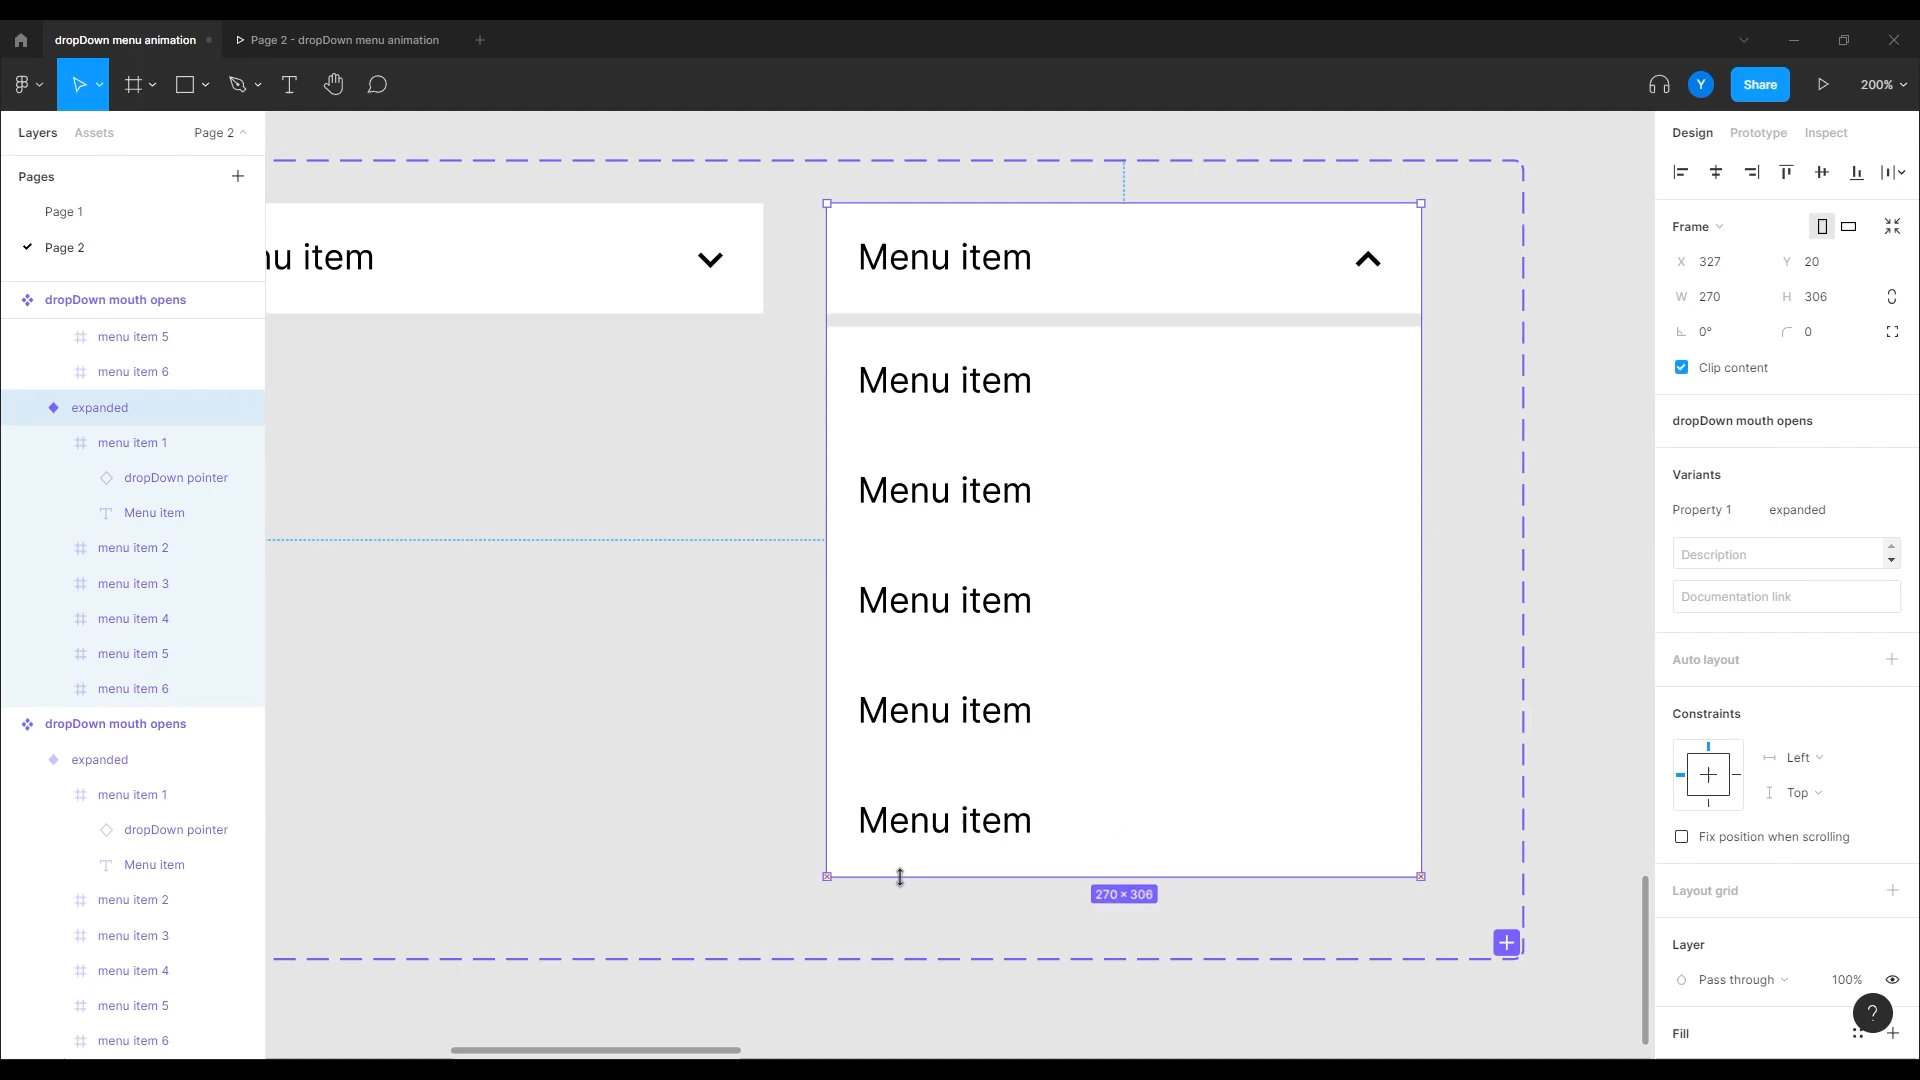 dropDown menu animation
Page 2 - dropDown menu animation
Y
Share
200%
Layers
Assets
Page 2
Pages
Page 1
Page 2
dropDown mouth opens
menu item 5
menu item 6
expanded
menu item 1
dropDown pointer
Menu item
menu item 2
menu item 3
menu item 4
menu item 5
menu item 6
dropDown mouth opens
expanded
menu item 1
dropDown pointer
Menu item
menu item 2
menu item 3
menu item 4
menu item 5
menu item 6
nu item
Menu item
Menu item
Menu item
Menu item
Menu item
Menu item
270 × 306
Design
Prototype
Inspect
Frame
X 327
Y 20
W 270
H 306
0°
0
Clip content
dropDown mouth opens
Variants
Property 1
expanded
Description
Documentation link
Auto layout
Constraints
Left
Top
Fix position when scrolling
Layout grid
Layer
Pass through
100%
?
Fill